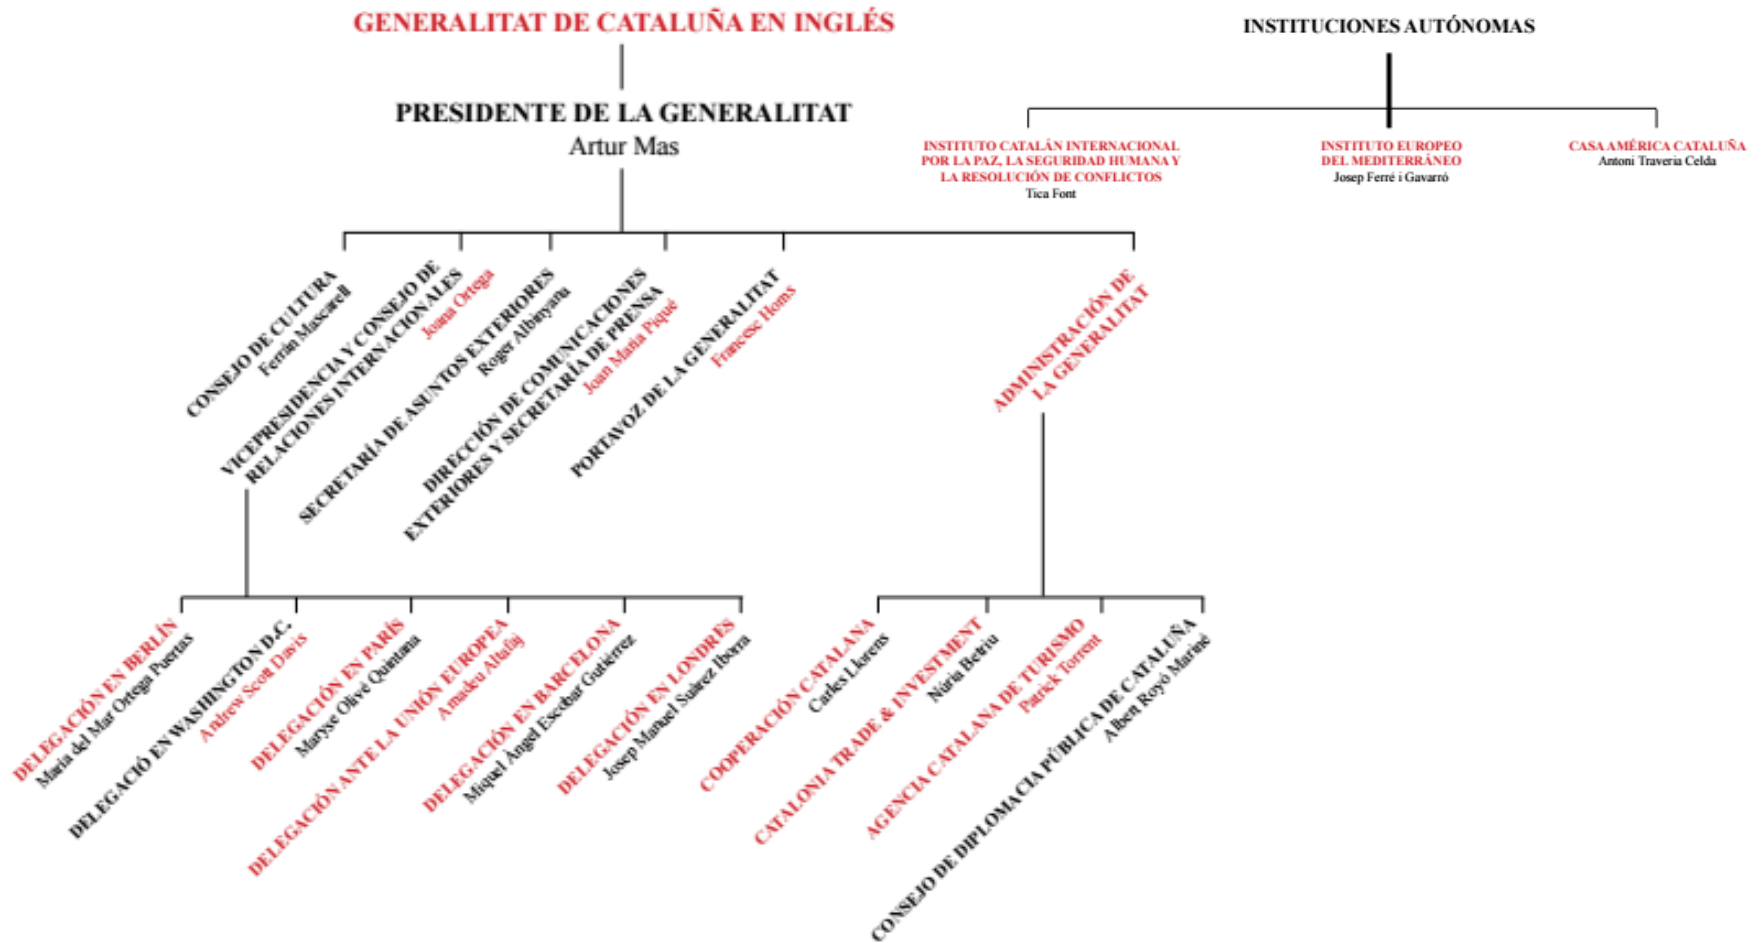 GENERALITAT DE CATALUÑA EN INGLÉS
PRESIDENTE DE LA GENERALITAT
Artur Mas
INSTITUCIONES AUTÓNOMAS
INSTITUTO CATALÁN INTERNACIONAL
POR LA PAZ, LA SEGURIDAD HUMANA Y
LA RESOLUCIÓN DE CONFLICTOS
Tica Font
INSTITUTO EUROPEO
DEL MEDITERRÁNEO
Josep Ferré i Gavarró
CASA AMÉRICA CATALUÑA
Antoni Traveria Celda
CONSEJO DE CULTURA
Ferrán Mascarell
VICEPRESIDENCIA Y CONSEJO DE
RELACIONES INTERNACIONALES
Joana Ortega
SECRETARÍA DE ASUNTOS EXTERIORES
Roger Albinyana
DIRECCIÓN DE COMUNICACIONES
EXTERIORES Y SECRETARÍA DE PRENSA
Joan Maria Piqué
PORTAVOZ DE LA GENERALITAT
Francesc Homs
ADMINISTRACIÓN DE
LA GENERALITAT
DELEGACIÓN EN BERLÍN
Maria del Mar Ortega Puertas
DELEGACIÓ EN WASHINGTON D.C.
Andrew Scott Davis
DELEGACIÓN EN PARÍS
Maryse Olivé Quintana
DELEGACIÓN ANTE LA UNIÓN EUROPEA
Amadeu Altafaj
DELEGACIÓN EN BARCELONA
Miquel Àngel Escobar Gutiérrez
DELEGACIÓN EN LONDRES
Josep Manuel Suàrez Iborra
COOPERACIÓN CATALANA
Carles Llorens
CATALONIA TRADE & INVESTMENT
Núria Betriu
AGENCIA CATALANA DE TURISMO
Patrick Torrent
CONSEJO DE DIPLOMACIA PÚBLICA DE CATALUÑA
Albert Royó Mariné